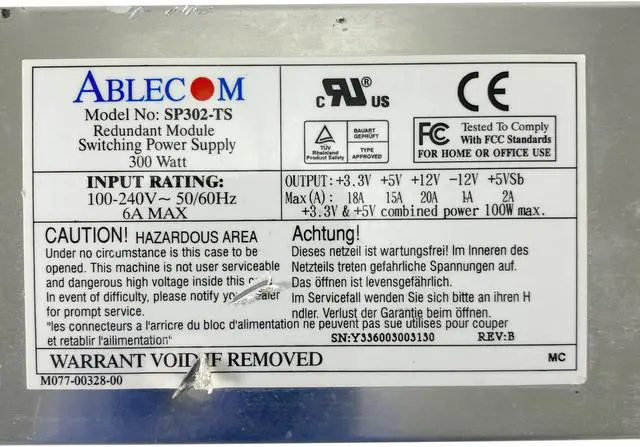 ABLECOM
Model No: SP302-TS
Redundant Module
Switching Power Supply
300 Watt
C RU ® US
CE
TÜV
Rheinland
Product Safety
BAUART
GEPRÜFT
TYPE
APPROVED
FCC Tested To Comply
With FCC Standards
FOR HOME OR OFFICE USE
INPUT RATING:
100-240V~ 50/60Hz
6A MAX
OUTPUT: +3.3V +5V +12V -12V +5VSb
Max(A): 18A 15A 20A 1A 2A
+3.3V & +5V combined power 100W max.
CAUTION! HAZARDOUS AREA
Under no circumstance is this case to be
opened. This machine is not user serviceable
and dangerous high voltage inside this
In event of difficulty, please notify
for prompt service.
Achtung!
Dieses netzeil ist wartungsfrei! Im Inneren des
Netzteils treten gefahrliche Spannungen auf.
Das öffnen ist levensgefährlich.
Im Servicefall wenden Sie sich bitte an ihren H
ndler. Verlust der Garantie beim öffnen.
"les connecteurs a l'arricre du bloc d'alimentation ne peuvent pas sue utilises pour couper
et retablir l'ailimentation"
SN:Y336003003130 REV:B
WARRANT VOID IF REMOVED
MC
M077-00328-00